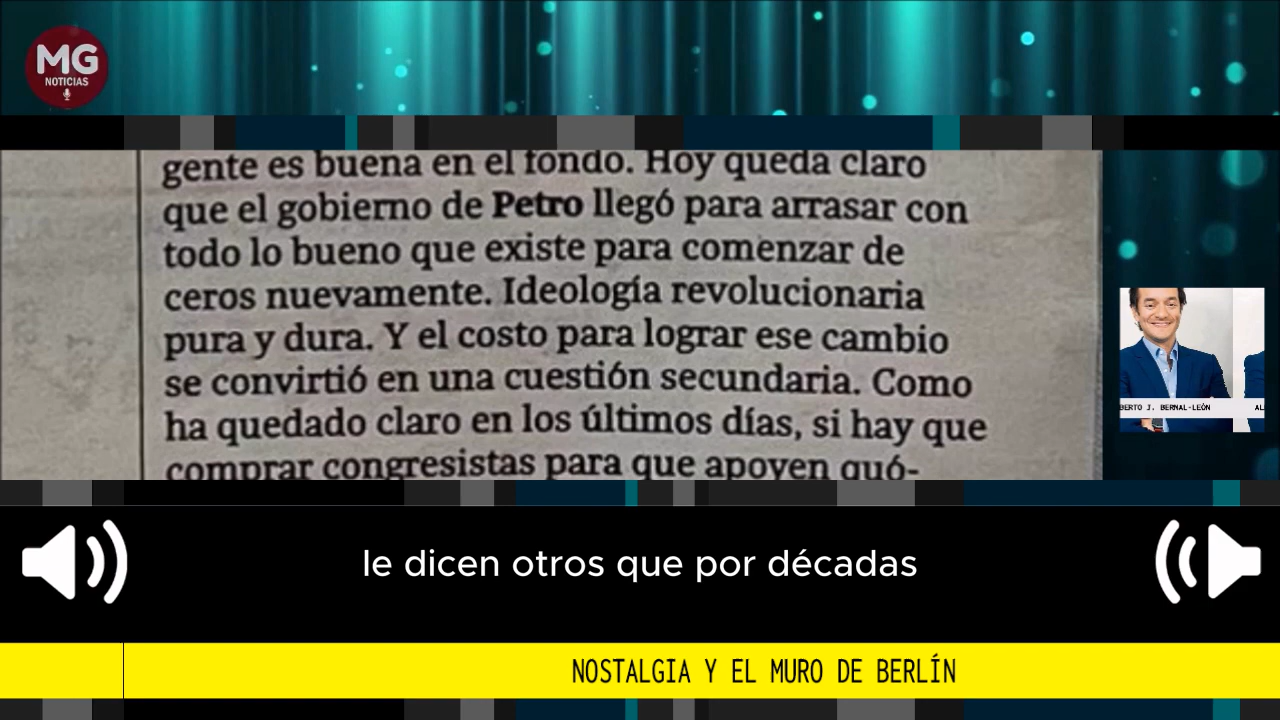 MG
NOTICIAS
gente es buena en el fondo. Hoy queda claro
que el gobierno de Petro llegó para arrasar con
todo lo bueno que existe para comenzar de
ceros nuevamente. Ideología revolucionaria
pura y dura. Y el costo para lograr ese cambio
se convirtió en una cuestión secundaria. Como
ha quedado claro en los últimos días, si hay que
comprar congresistas para que apoyen quó-
BERTO J. BERNAL-LEÓN
AL
le dicen otros que por décadas
NOSTALGIA Y EL MURO DE BERLÍN